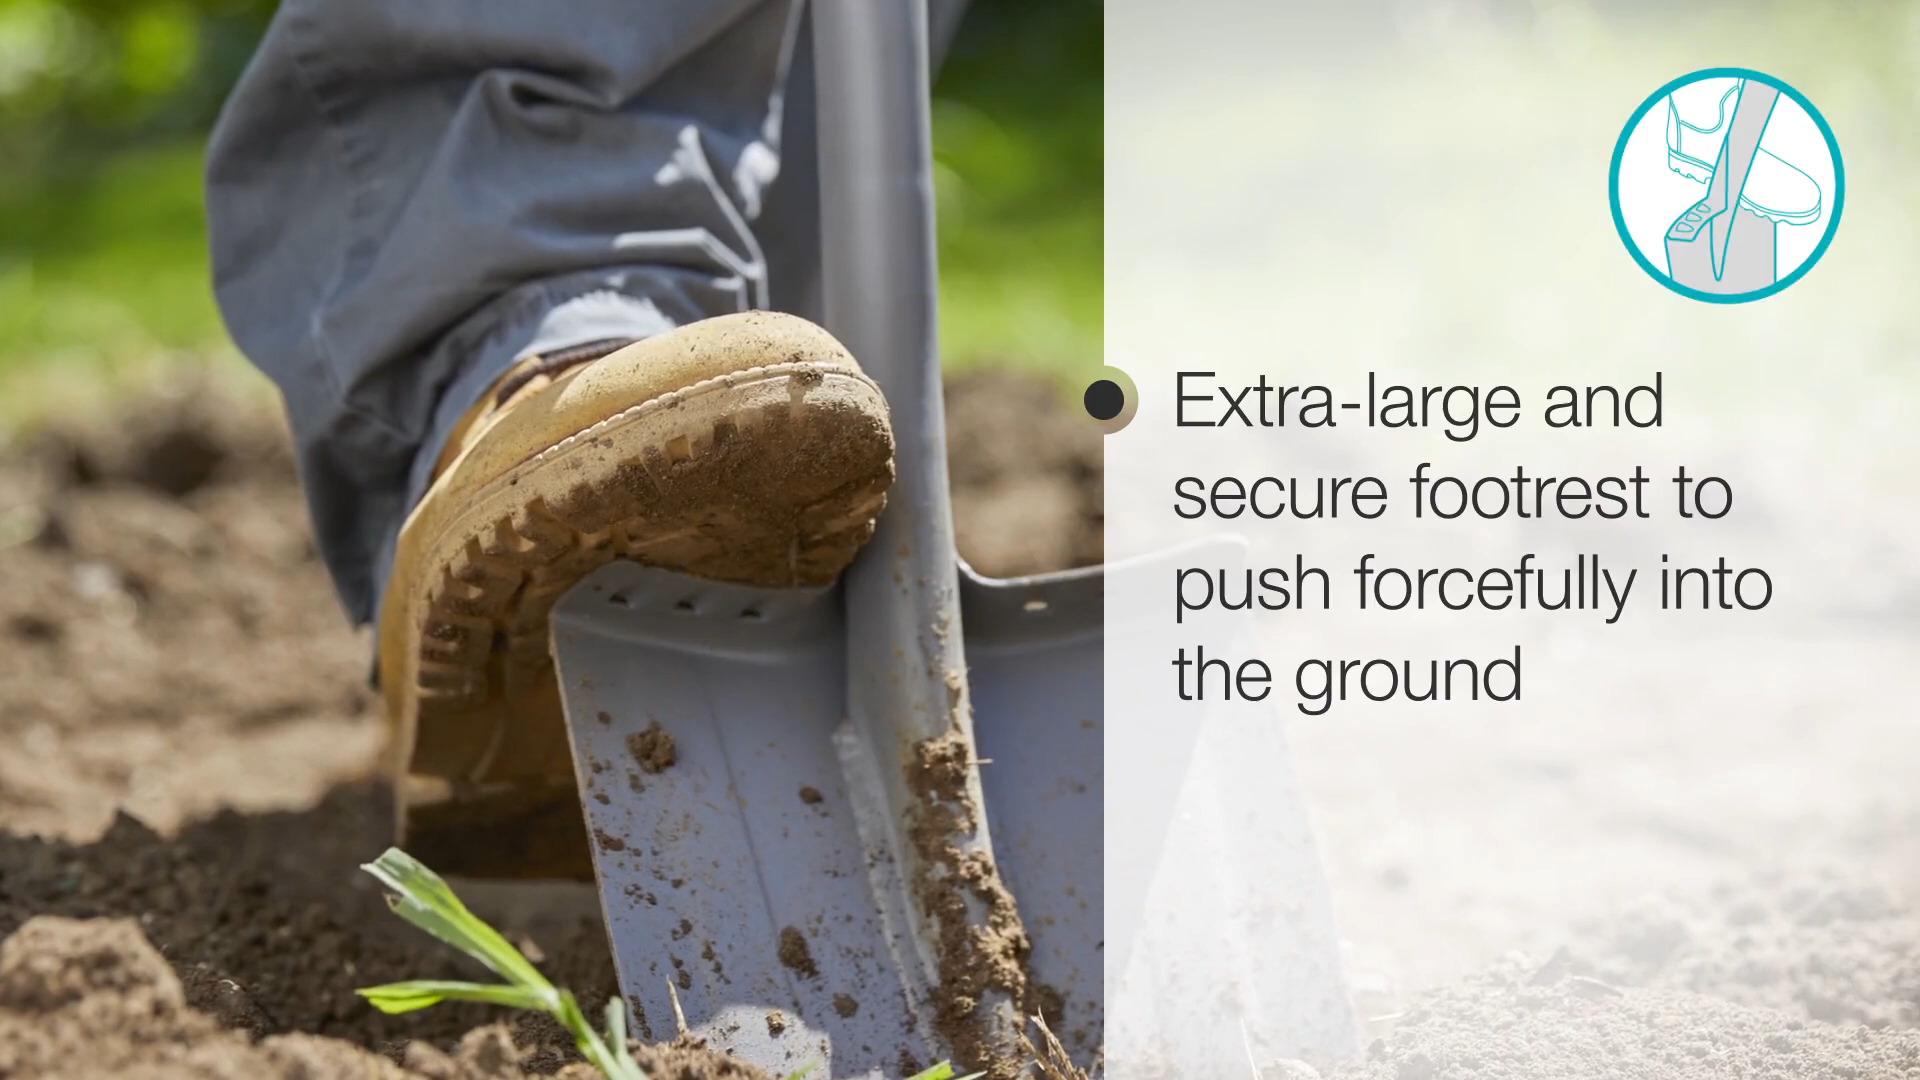 Extra-large and
secure footrest to
push forcefully into
the ground